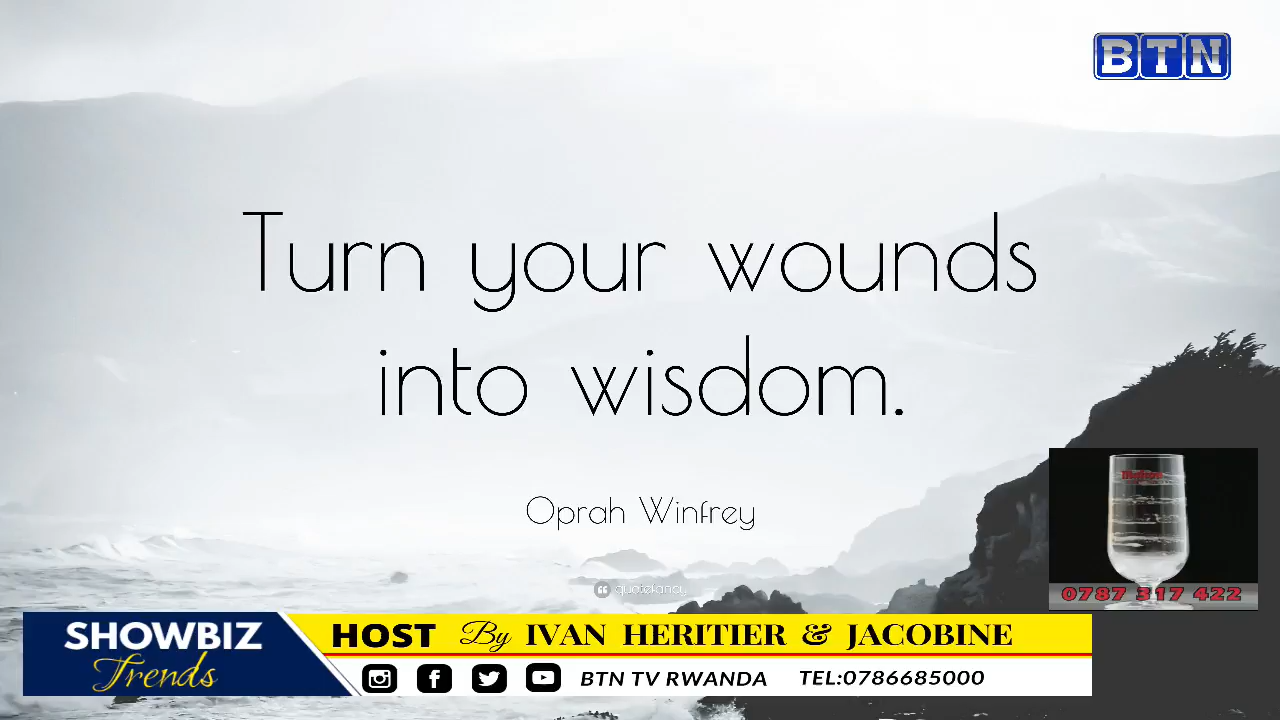 BTN
Turn your wounds
into wisdom.
Oprah Winfrey
quotefancy
0787 317 422
SHOWBIZ
Trends
HOST By IVAN HERITIER & JACOBINE
BTN TV RWANDA TEL:0786685000